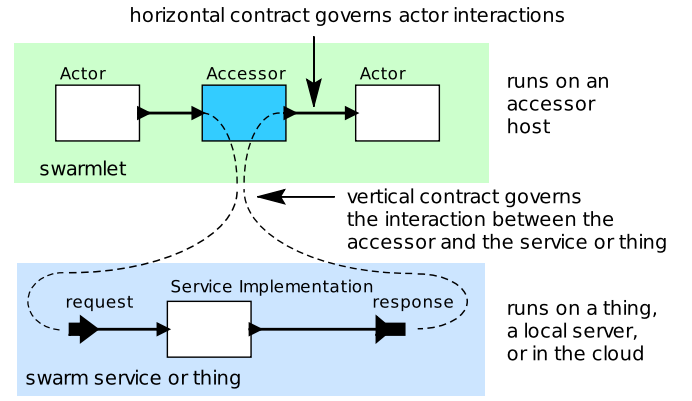 horizontal contract governs actor interactions
Actor
Accessor
Actor
runs on an
accessor
host
swarmlet
vertical contract governs
the interaction between the
accessor and the service or thing
Service Implementation
request
response
runs on a thing,
a local server,
or in the cloud
swarm service or thing